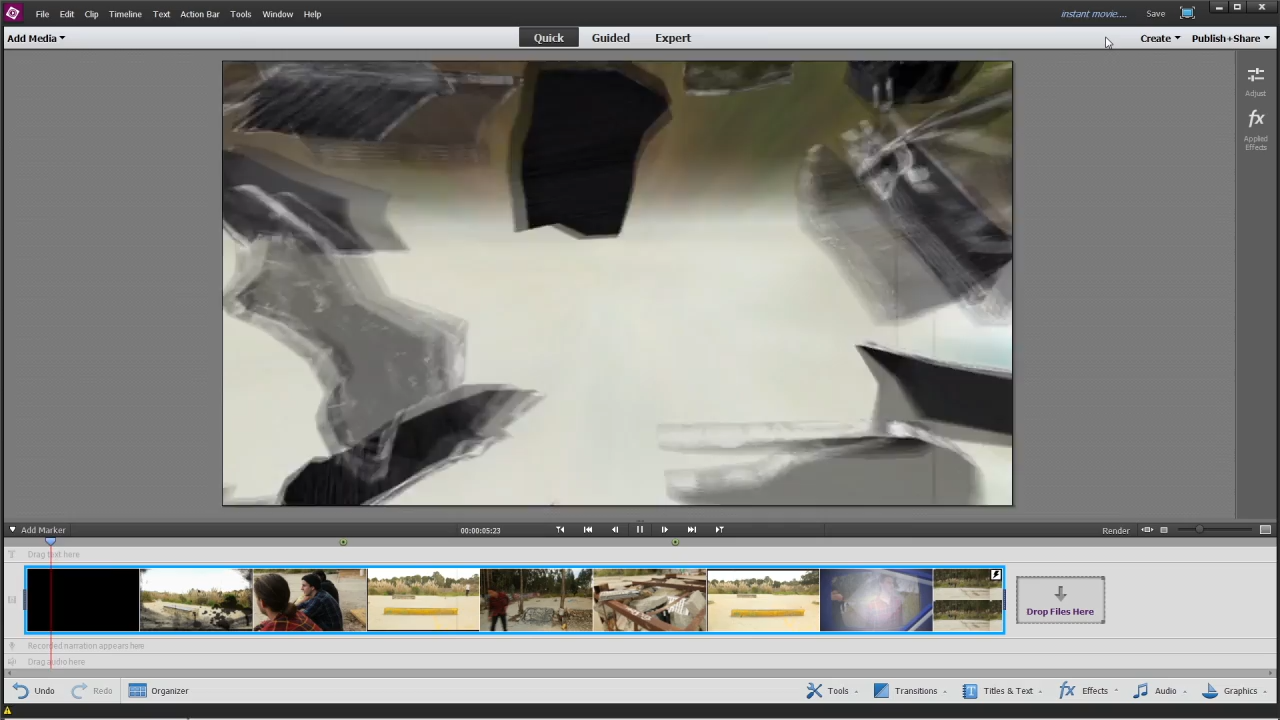 File Edit Clip Timeline Text Action Bar Tools Window Help instant movie.... Save
Add Media Quick Guided Expert Create Publish+Share
Adjust
fx
Applied
Effects
Add Marker 00:00:05:23 Render
Drag text here
Drop Files Here
Recorded narration appears here
Drag audio here
Undo Redo Organizer Tools Transitions Titles & Text Effects Audio Graphics